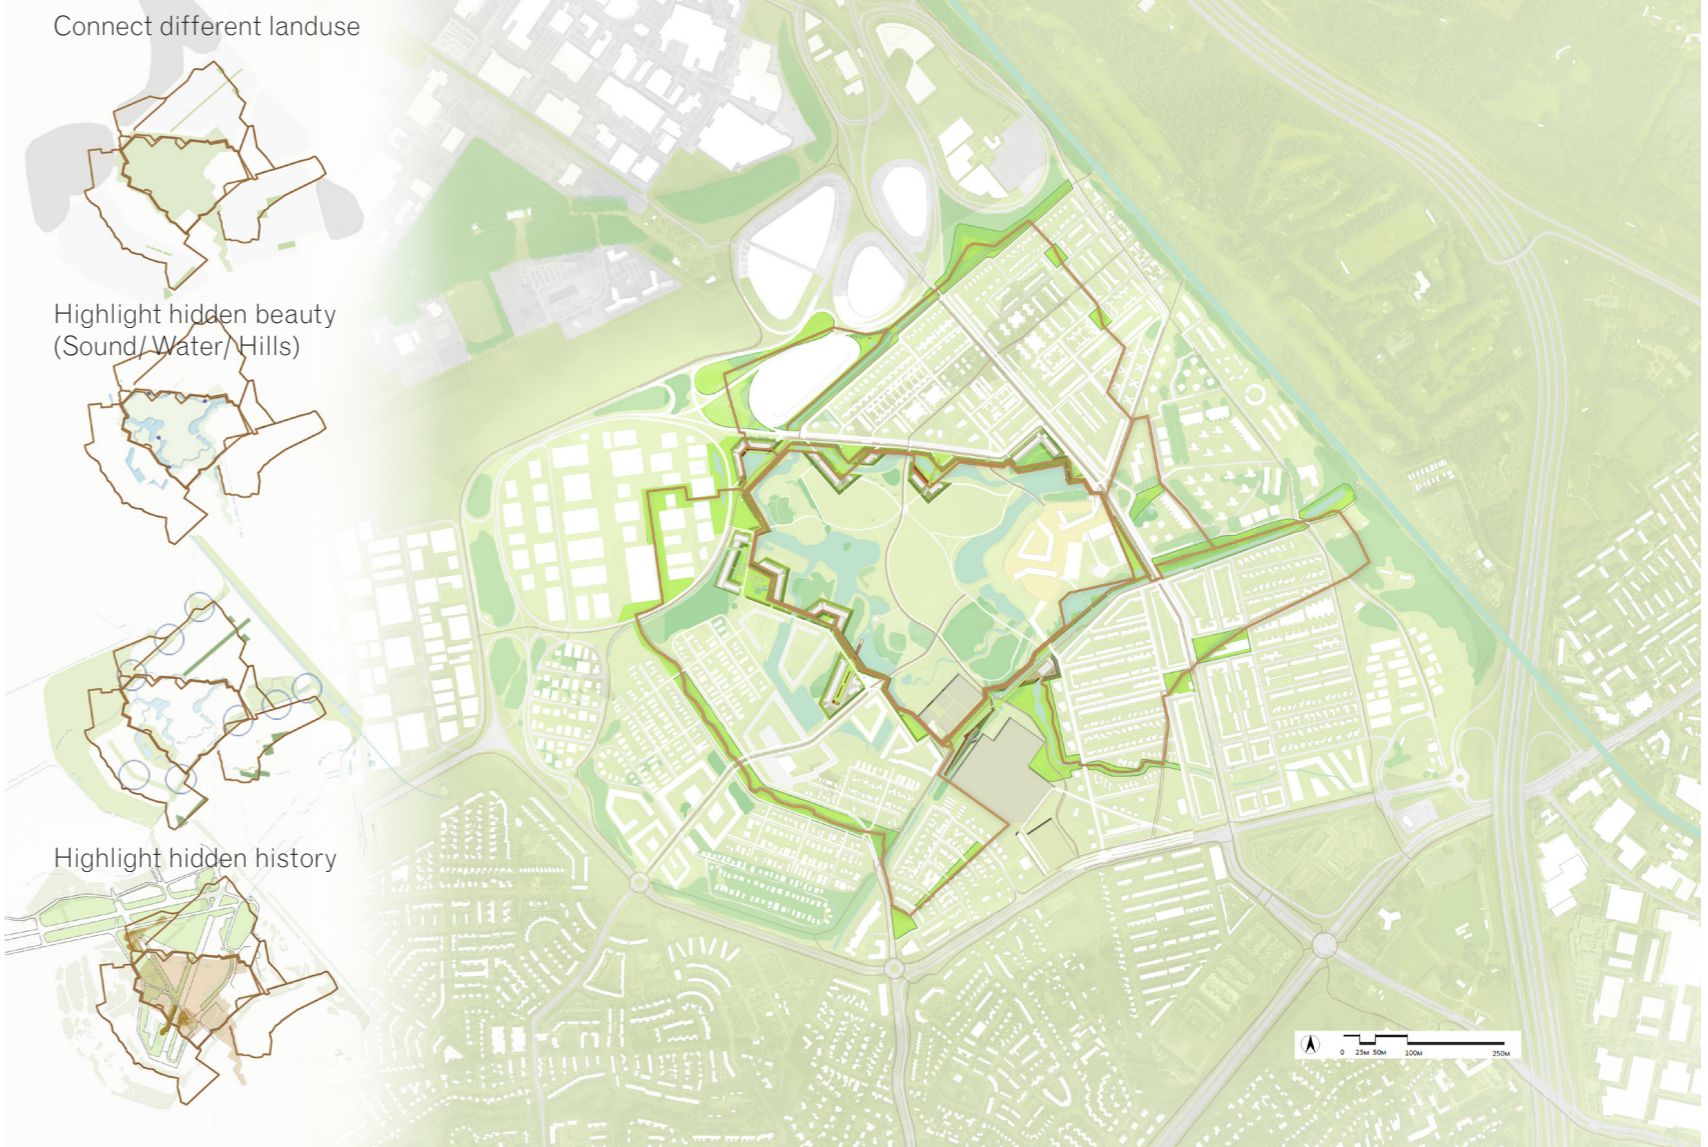 Connect different landuse
Highlight hidden beauty
(Sound/ Water/ Hills)
Highlight hidden history
0 25M 50M 100M 250M